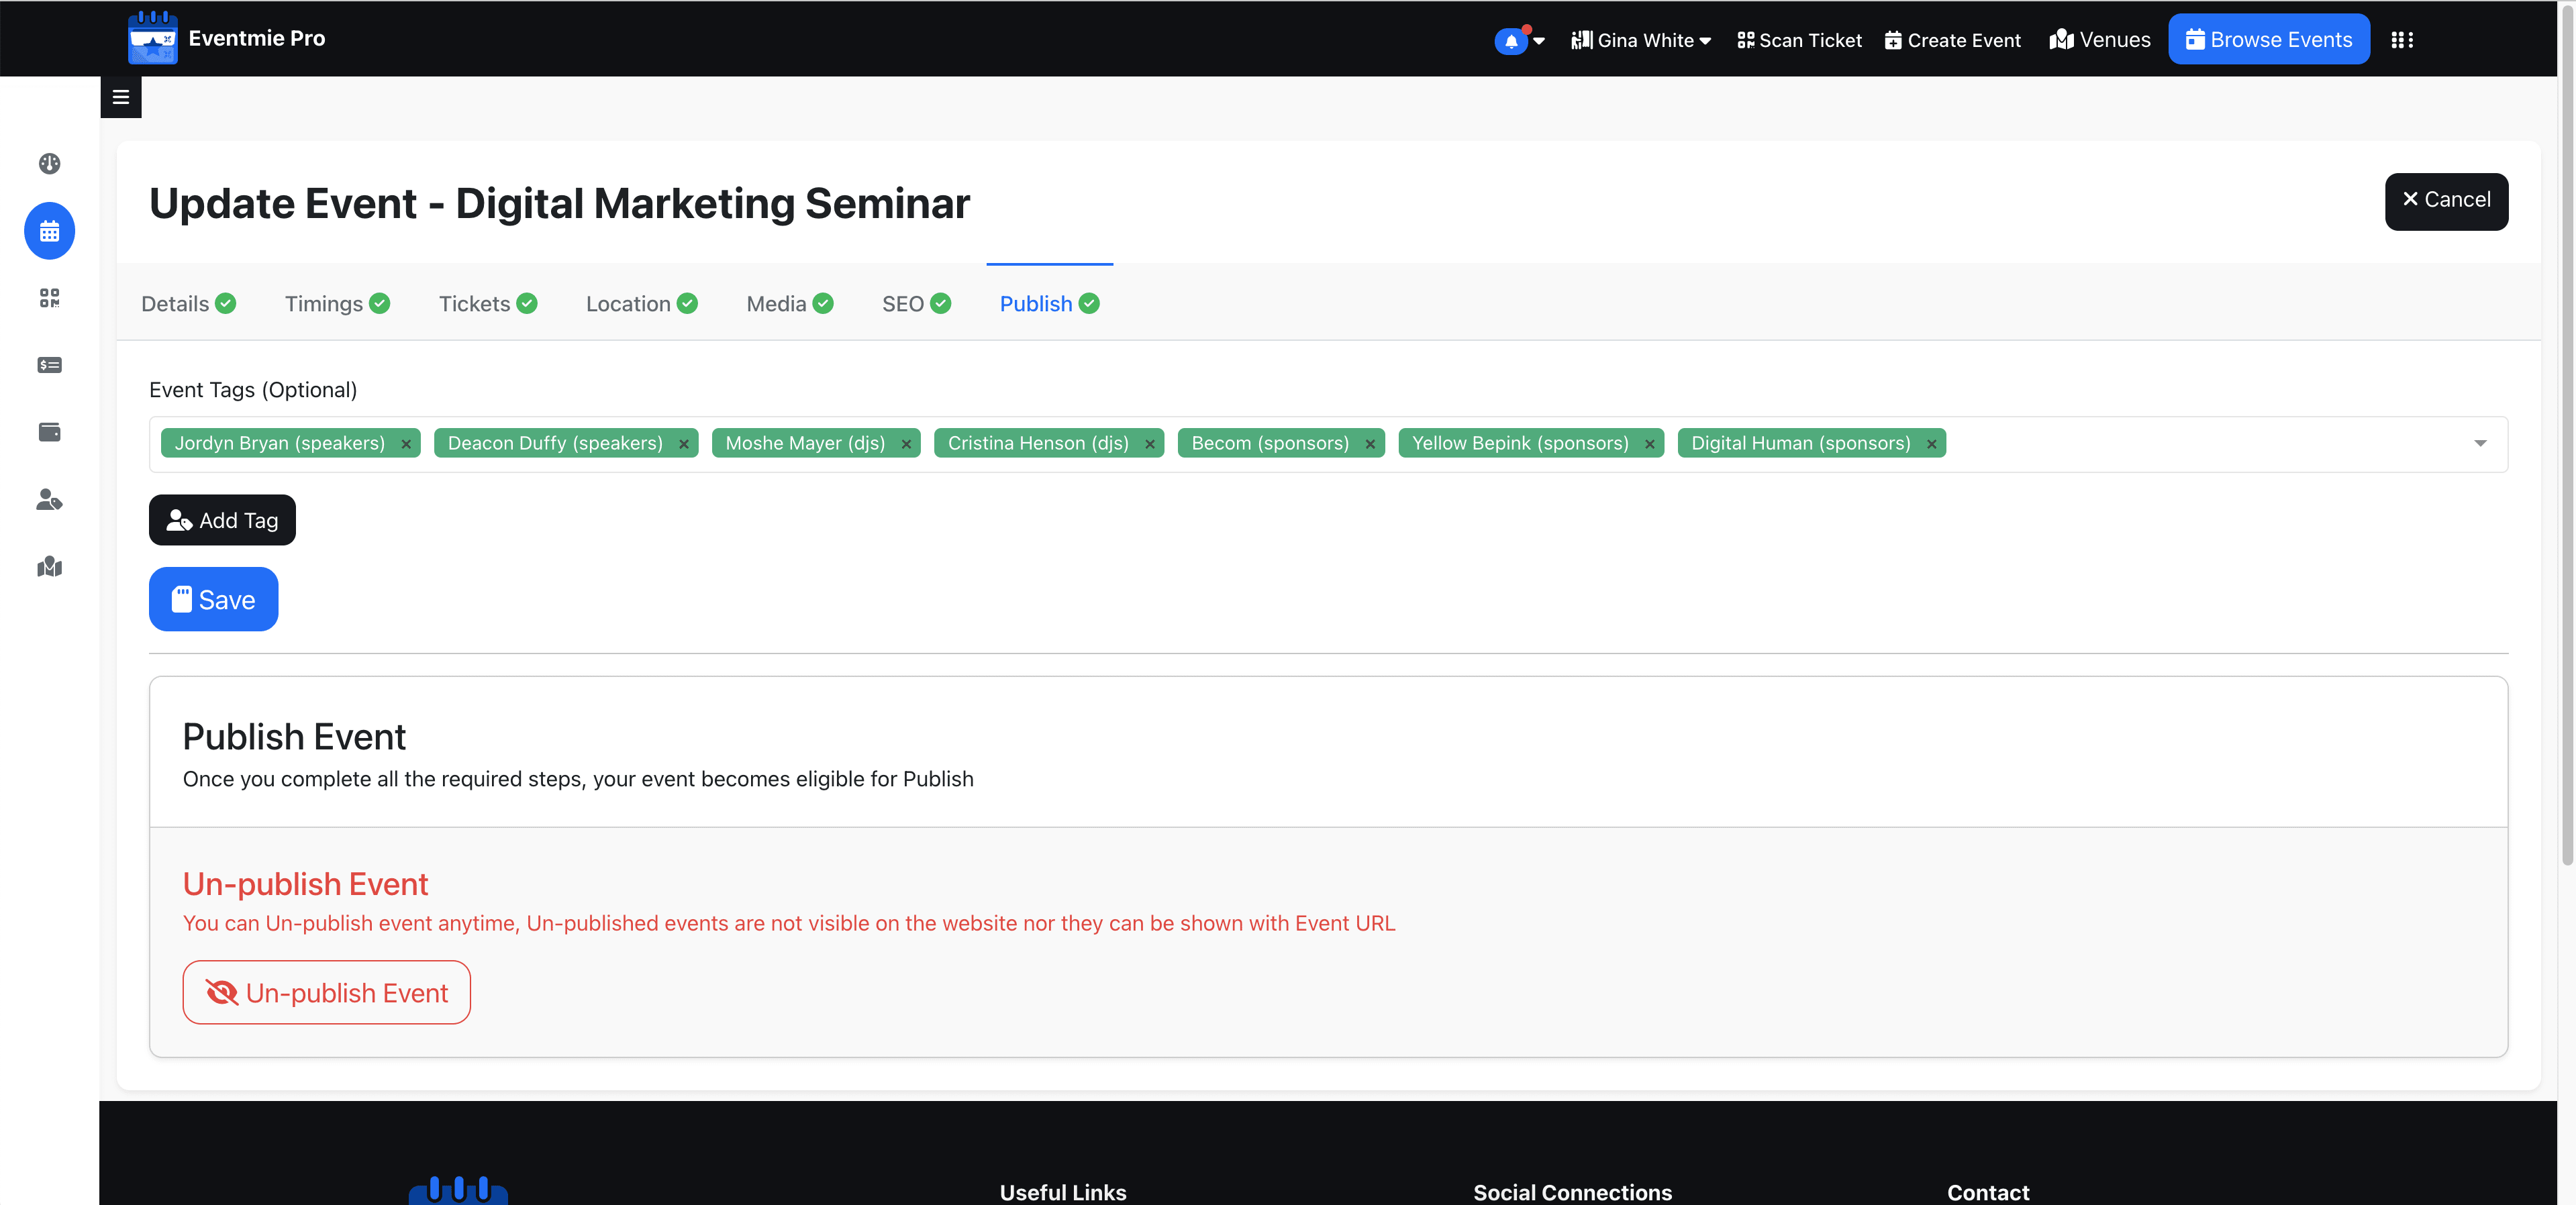 Eventmie Pro
Gina White
Scan Ticket
Create Event
Venues
Browse Events
Update Event - Digital Marketing Seminar
Cancel
Details
Timings
Tickets
Location
Media
SEO
Publish
Event Tags (Optional)
Jordyn Bryan (speakers) ×
Deacon Duffy (speakers) ×
Moshe Mayer (djs) ×
Cristina Henson (djs) ×
Becom (sponsors) ×
Yellow Bepink (sponsors) ×
Digital Human (sponsors) ×
Add Tag
Save
Publish Event
Once you complete all the required steps, your event becomes eligible for Publish
Un-publish Event
You can Un-publish event anytime, Un-published events are not visible on the website nor they can be shown with Event URL
Un-publish Event
Useful Links
Social Connections
Contact